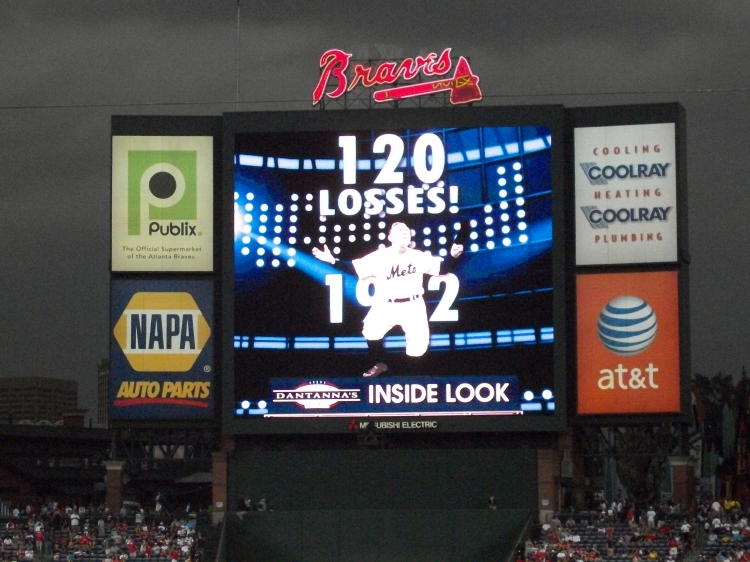 Braves
Publix
The Official Supermarket
of the Atlanta Braves
NAPA
AUTO PARTS
120
LOSSES!
Mets
DANTANNA'S INSIDE LOOK
MITSUBISHI ELECTRIC
COOLING
COOLRAY
HEATING
COOLRAY
PLUMBING
at&t